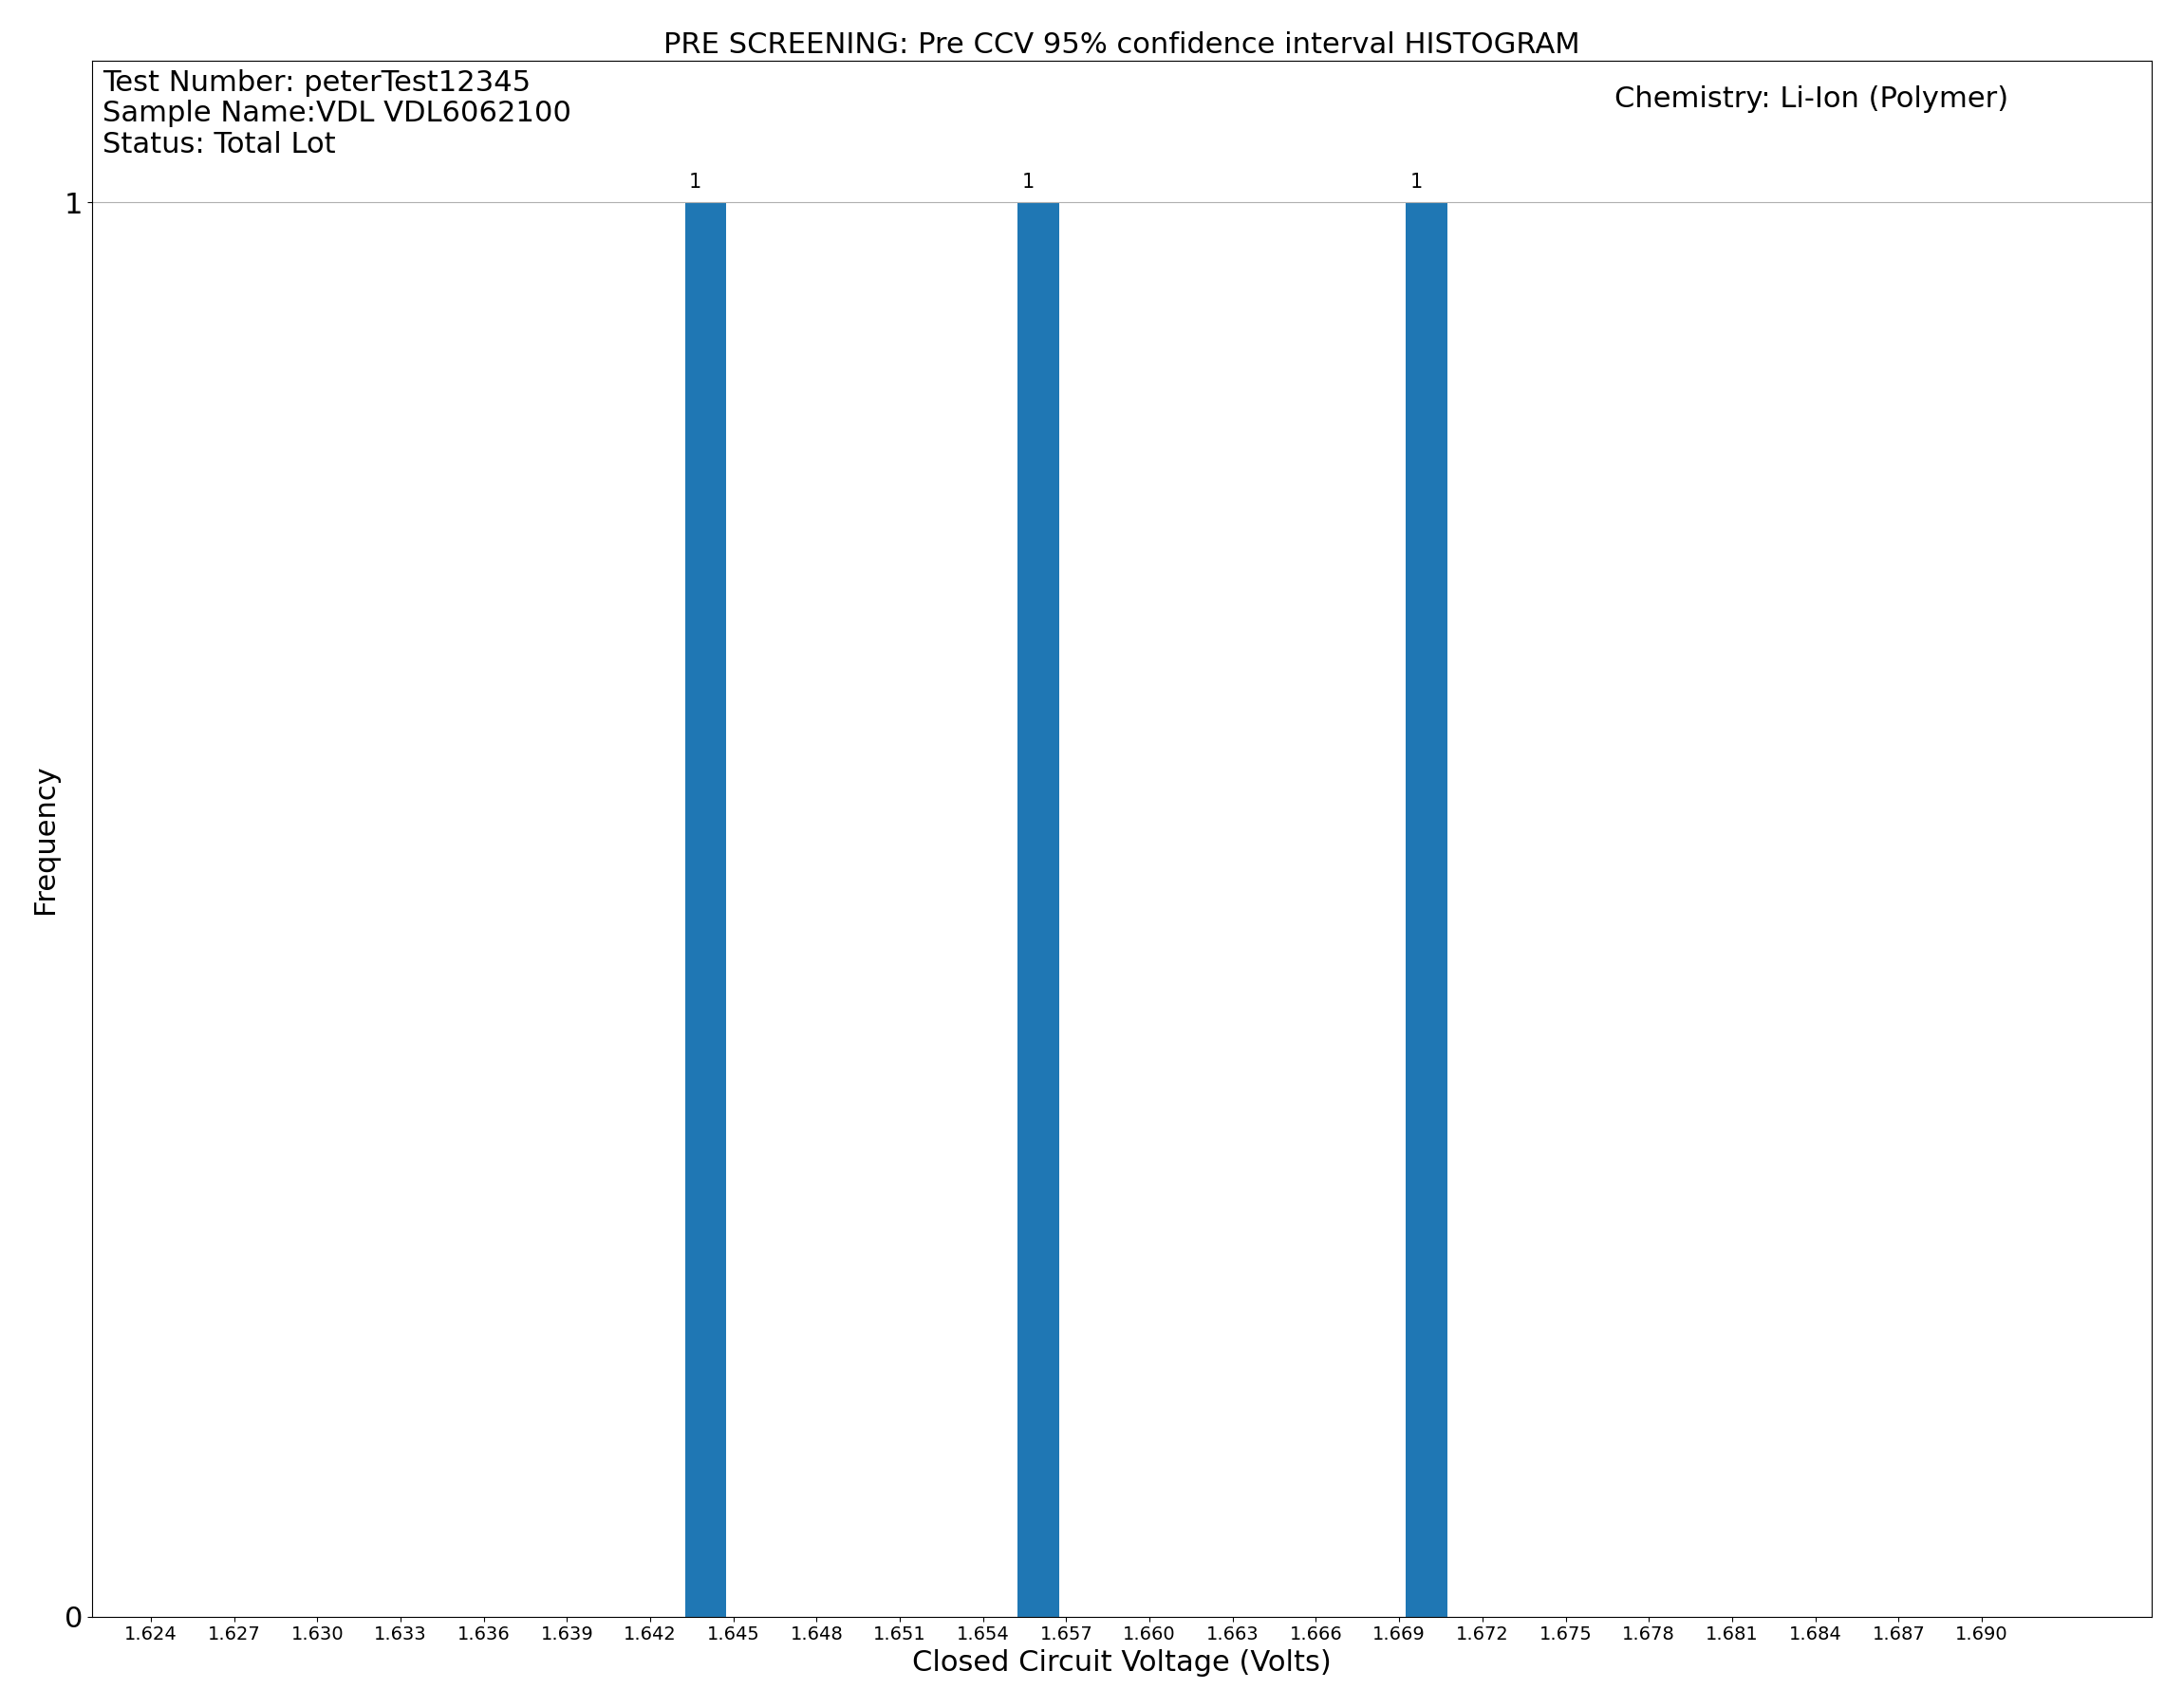 PRE SCREENING: Pre CCV 95% confidence interval HISTOGRAM
Test Number: peterTest12345
Sample Name:VDL VDL6062100
Status: Total Lot
Chemistry: Li-Ion (Polymer)
1 1 1
1
Frequency
0
1.624 1.627 1.630 1.633 1.636 1.639 1.642 1.645 1.648 1.651 1.654 1.657 1.660 1.663 1.666 1.669 1.672 1.675 1.678 1.681 1.684 1.687 1.690
Closed Circuit Voltage (Volts)